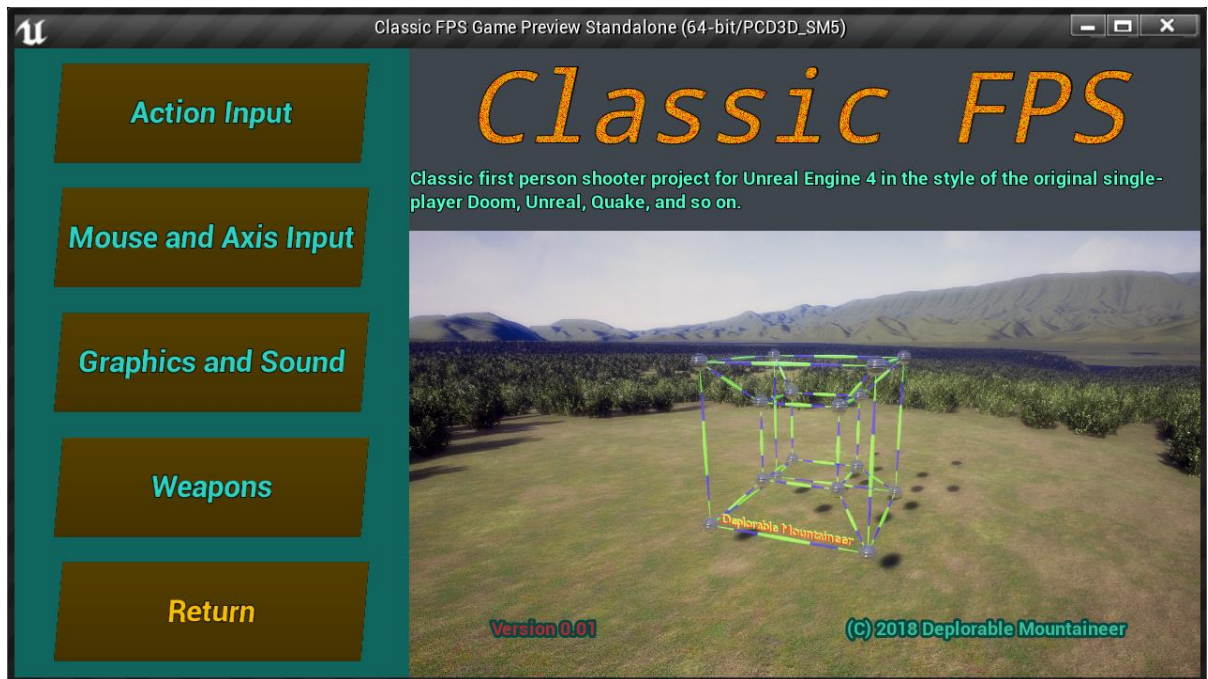 Classic FPS Game Preview Standalone (64-bit/PCD3D_SM5)
Action Input
Mouse and Axis Input
Graphics and Sound
Weapons
Return
Classic FPS
Classic first person shooter project for Unreal Engine 4 in the style of the original single-
player Doom, Unreal, Quake, and so on.
Deplorable Mountaineer
Version 0.01
(C) 2018 Deplorable Mountaineer